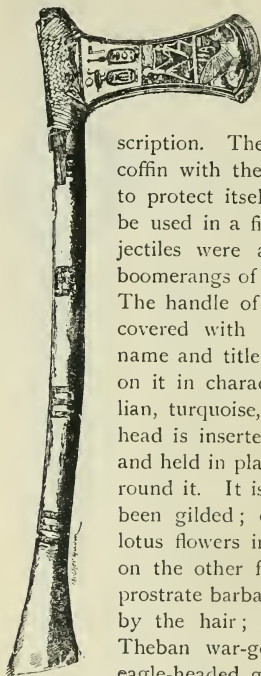 scription. The
coffin with the
to protect itsel
be used in a fi
jectiles were a
boomerangs of
The handle of
covered with
name and title
on it in charac
lian, turquoise,
head is inserte
and held in pla
round it. It is
been gilded;
lotus flowers in
on the other f
prostrate barba
by the hair;
Theban war-g
eagle-headed g